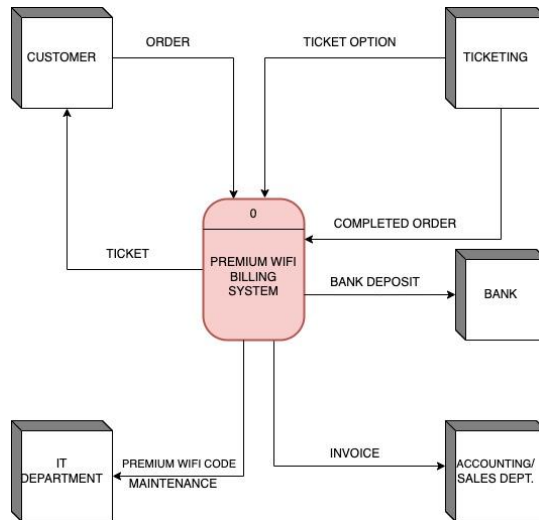 ORDER
TICKET OPTION
CUSTOMER
TICKETING
0
COMPLETED ORDER
TICKET
PREMIUM WIFI
BILLING
SYSTEM
BANK DEPOSIT
BANK
INVOICE
IT
DEPARTMENT
PREMIUM WIFI CODE
MAINTENANCE
ACCOUNTING/
SALES DEPT.